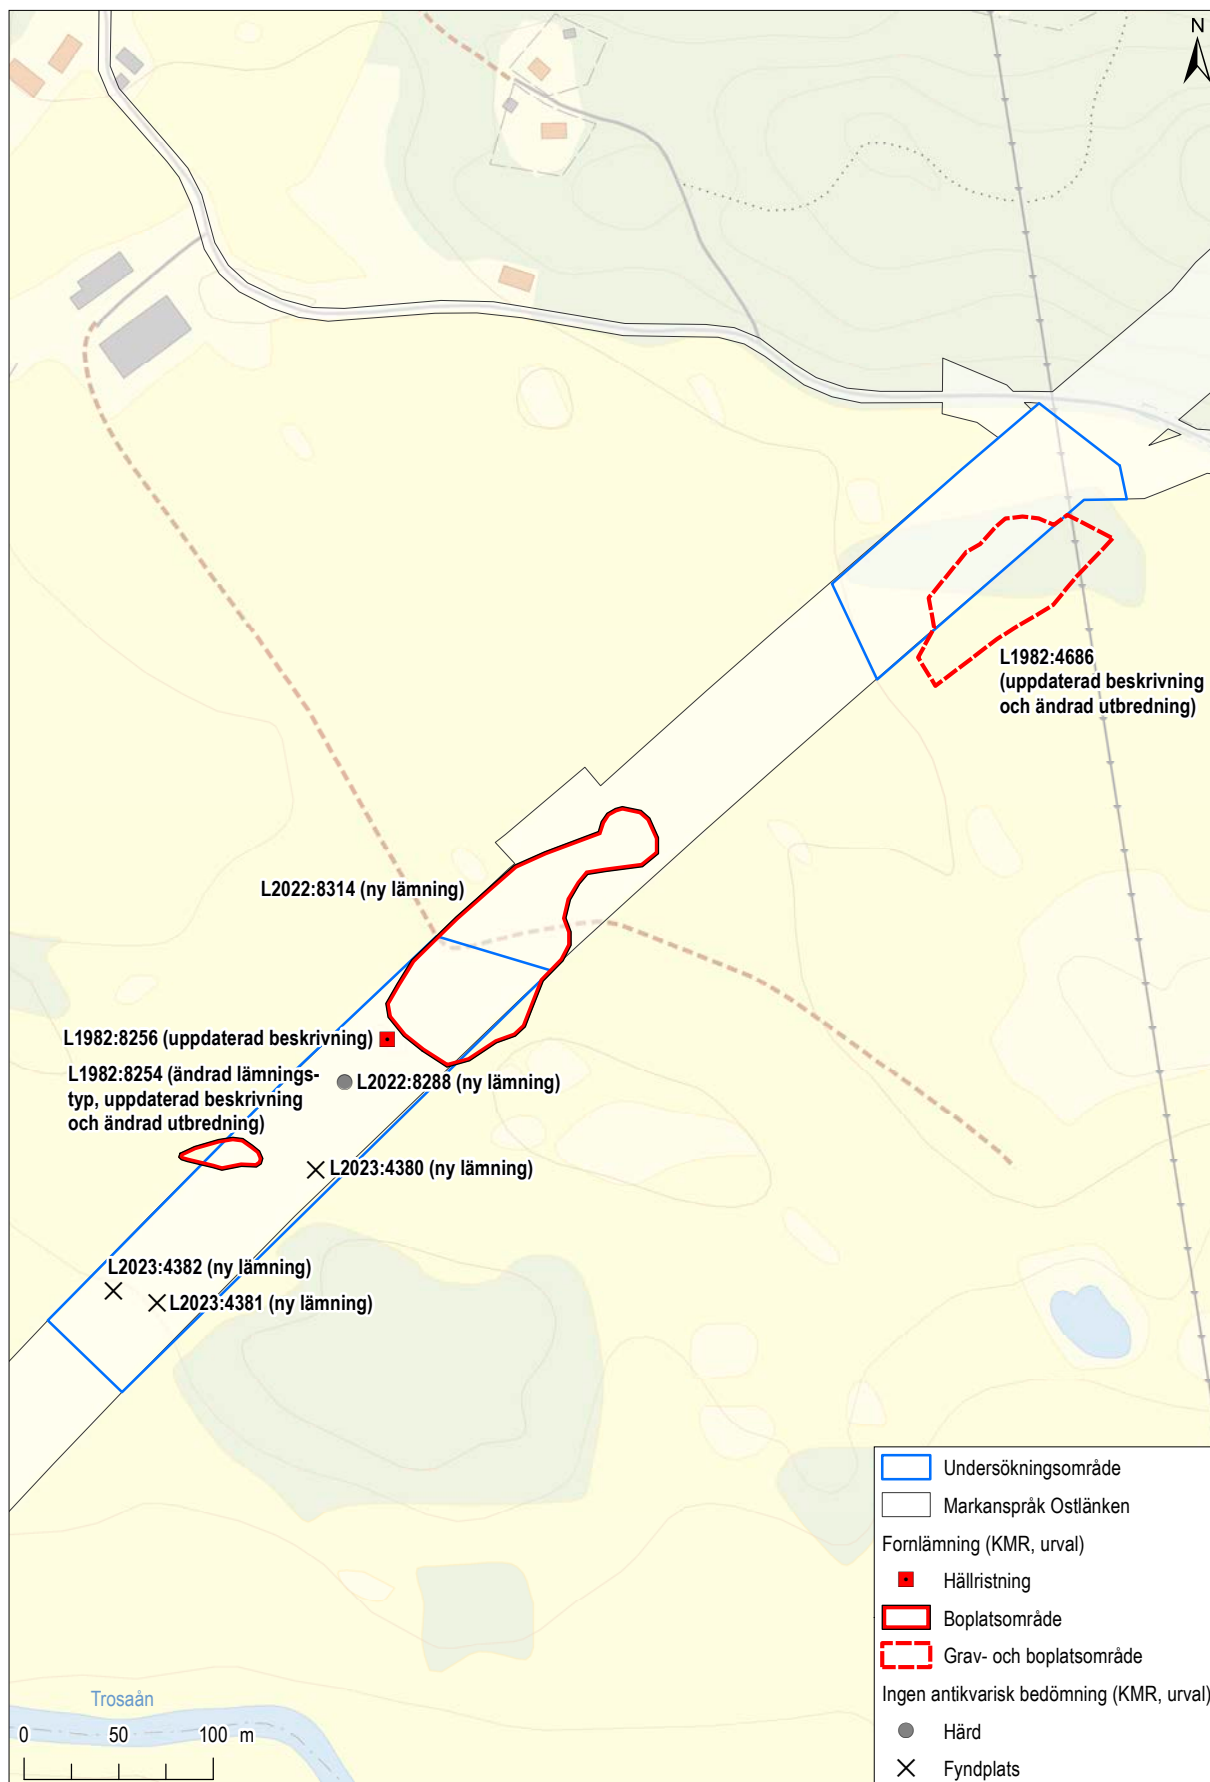 N
L1982:4686
(uppdaterad beskrivning
och ändrad utbredning)
L2022:8314 (ny lämning)
L1982:8256 (uppdaterad beskrivning)
L1982:8254 (ändrad lämnings-
typ, uppdaterad beskrivning
och ändrad utbredning)
L2022:8288 (ny lämning)
L2023:4380 (ny lämning)
L2023:4382 (ny lämning)
L2023:4381 (ny lämning)
Trosaån
0 50 100 m
Undersökningsområde
Markanspråk Ostlänken
Fornlämning (KMR, urval)
Hällristning
Boplatsområde
Grav- och boplatsområde
Ingen antikvarisk bedömning (KMR, urval)
Härd
Fyndplats